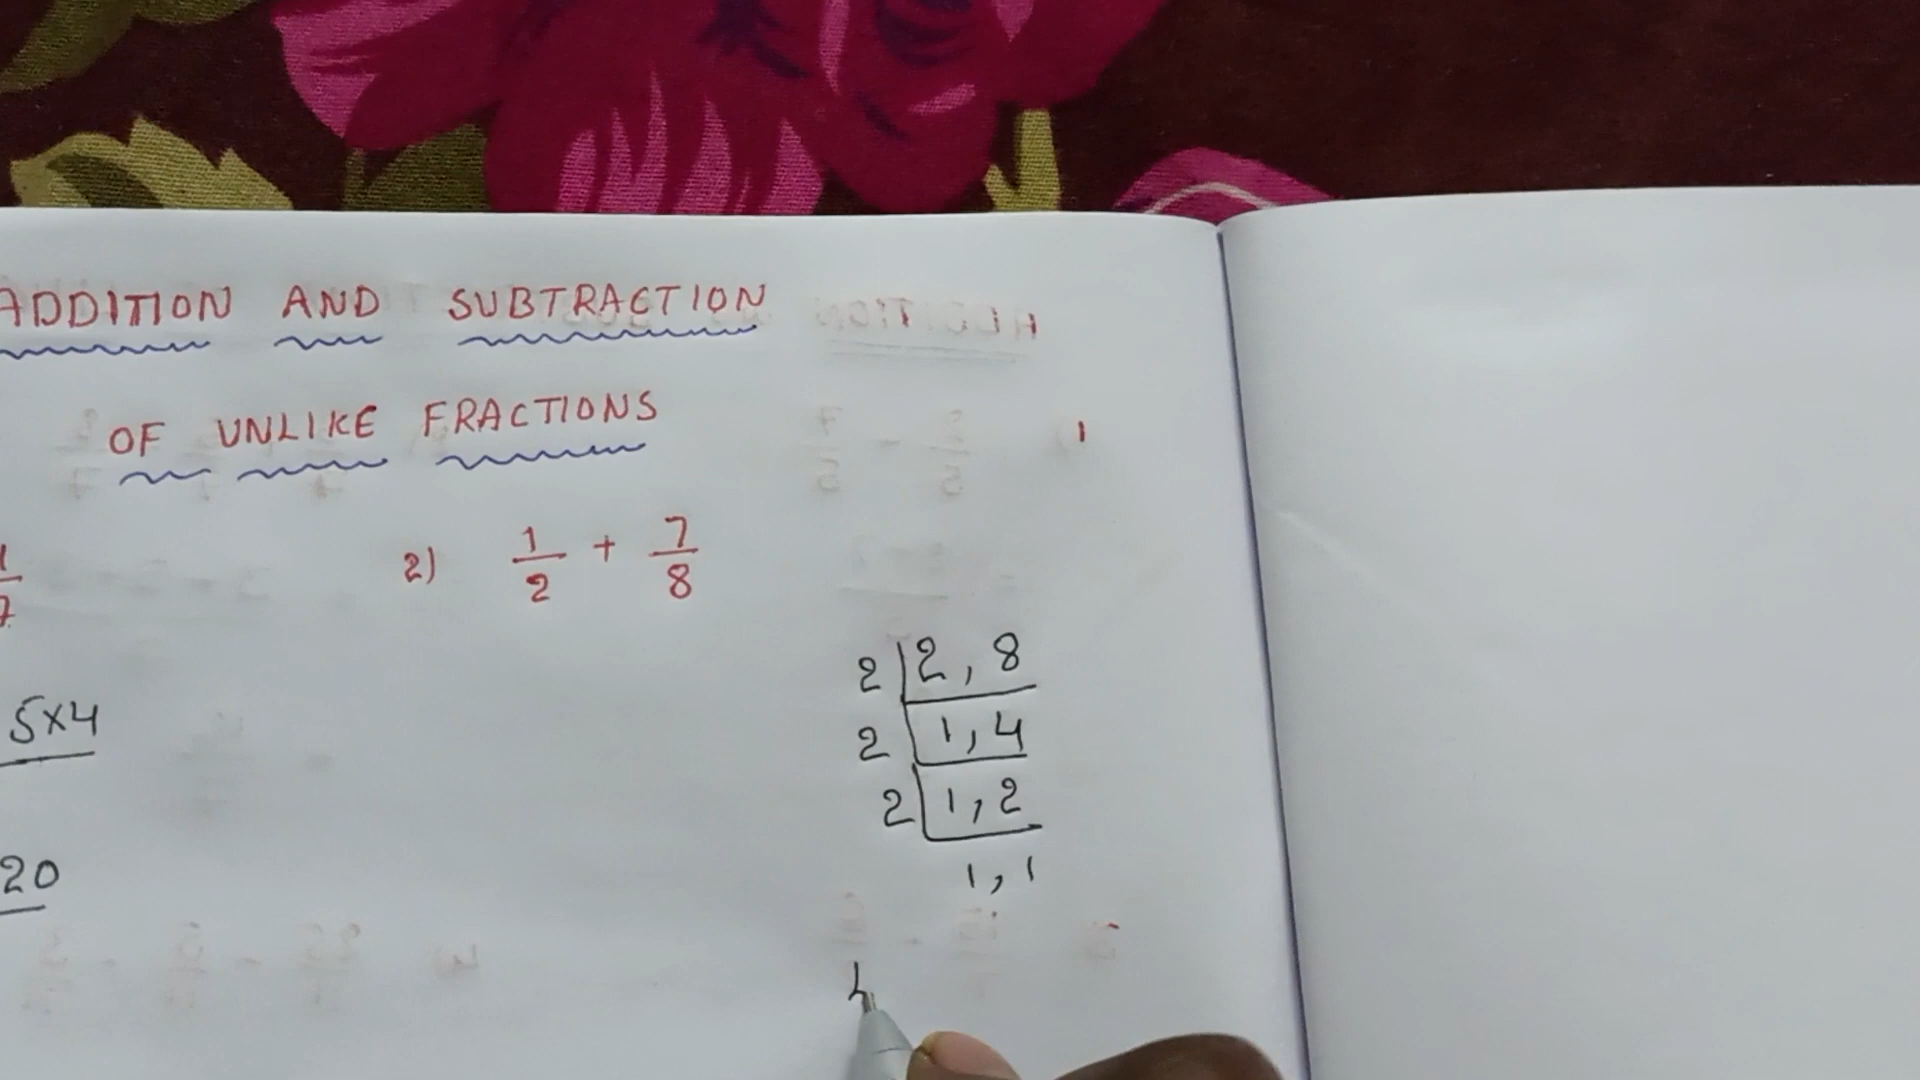 ADDITION AND SUBTRACTION
OF UNLIKE FRACTIONS
2) 1/2 + 7/8
5×4
20
2 | 2, 8
2 | 1, 4
2 | 1, 2
1, 1
L